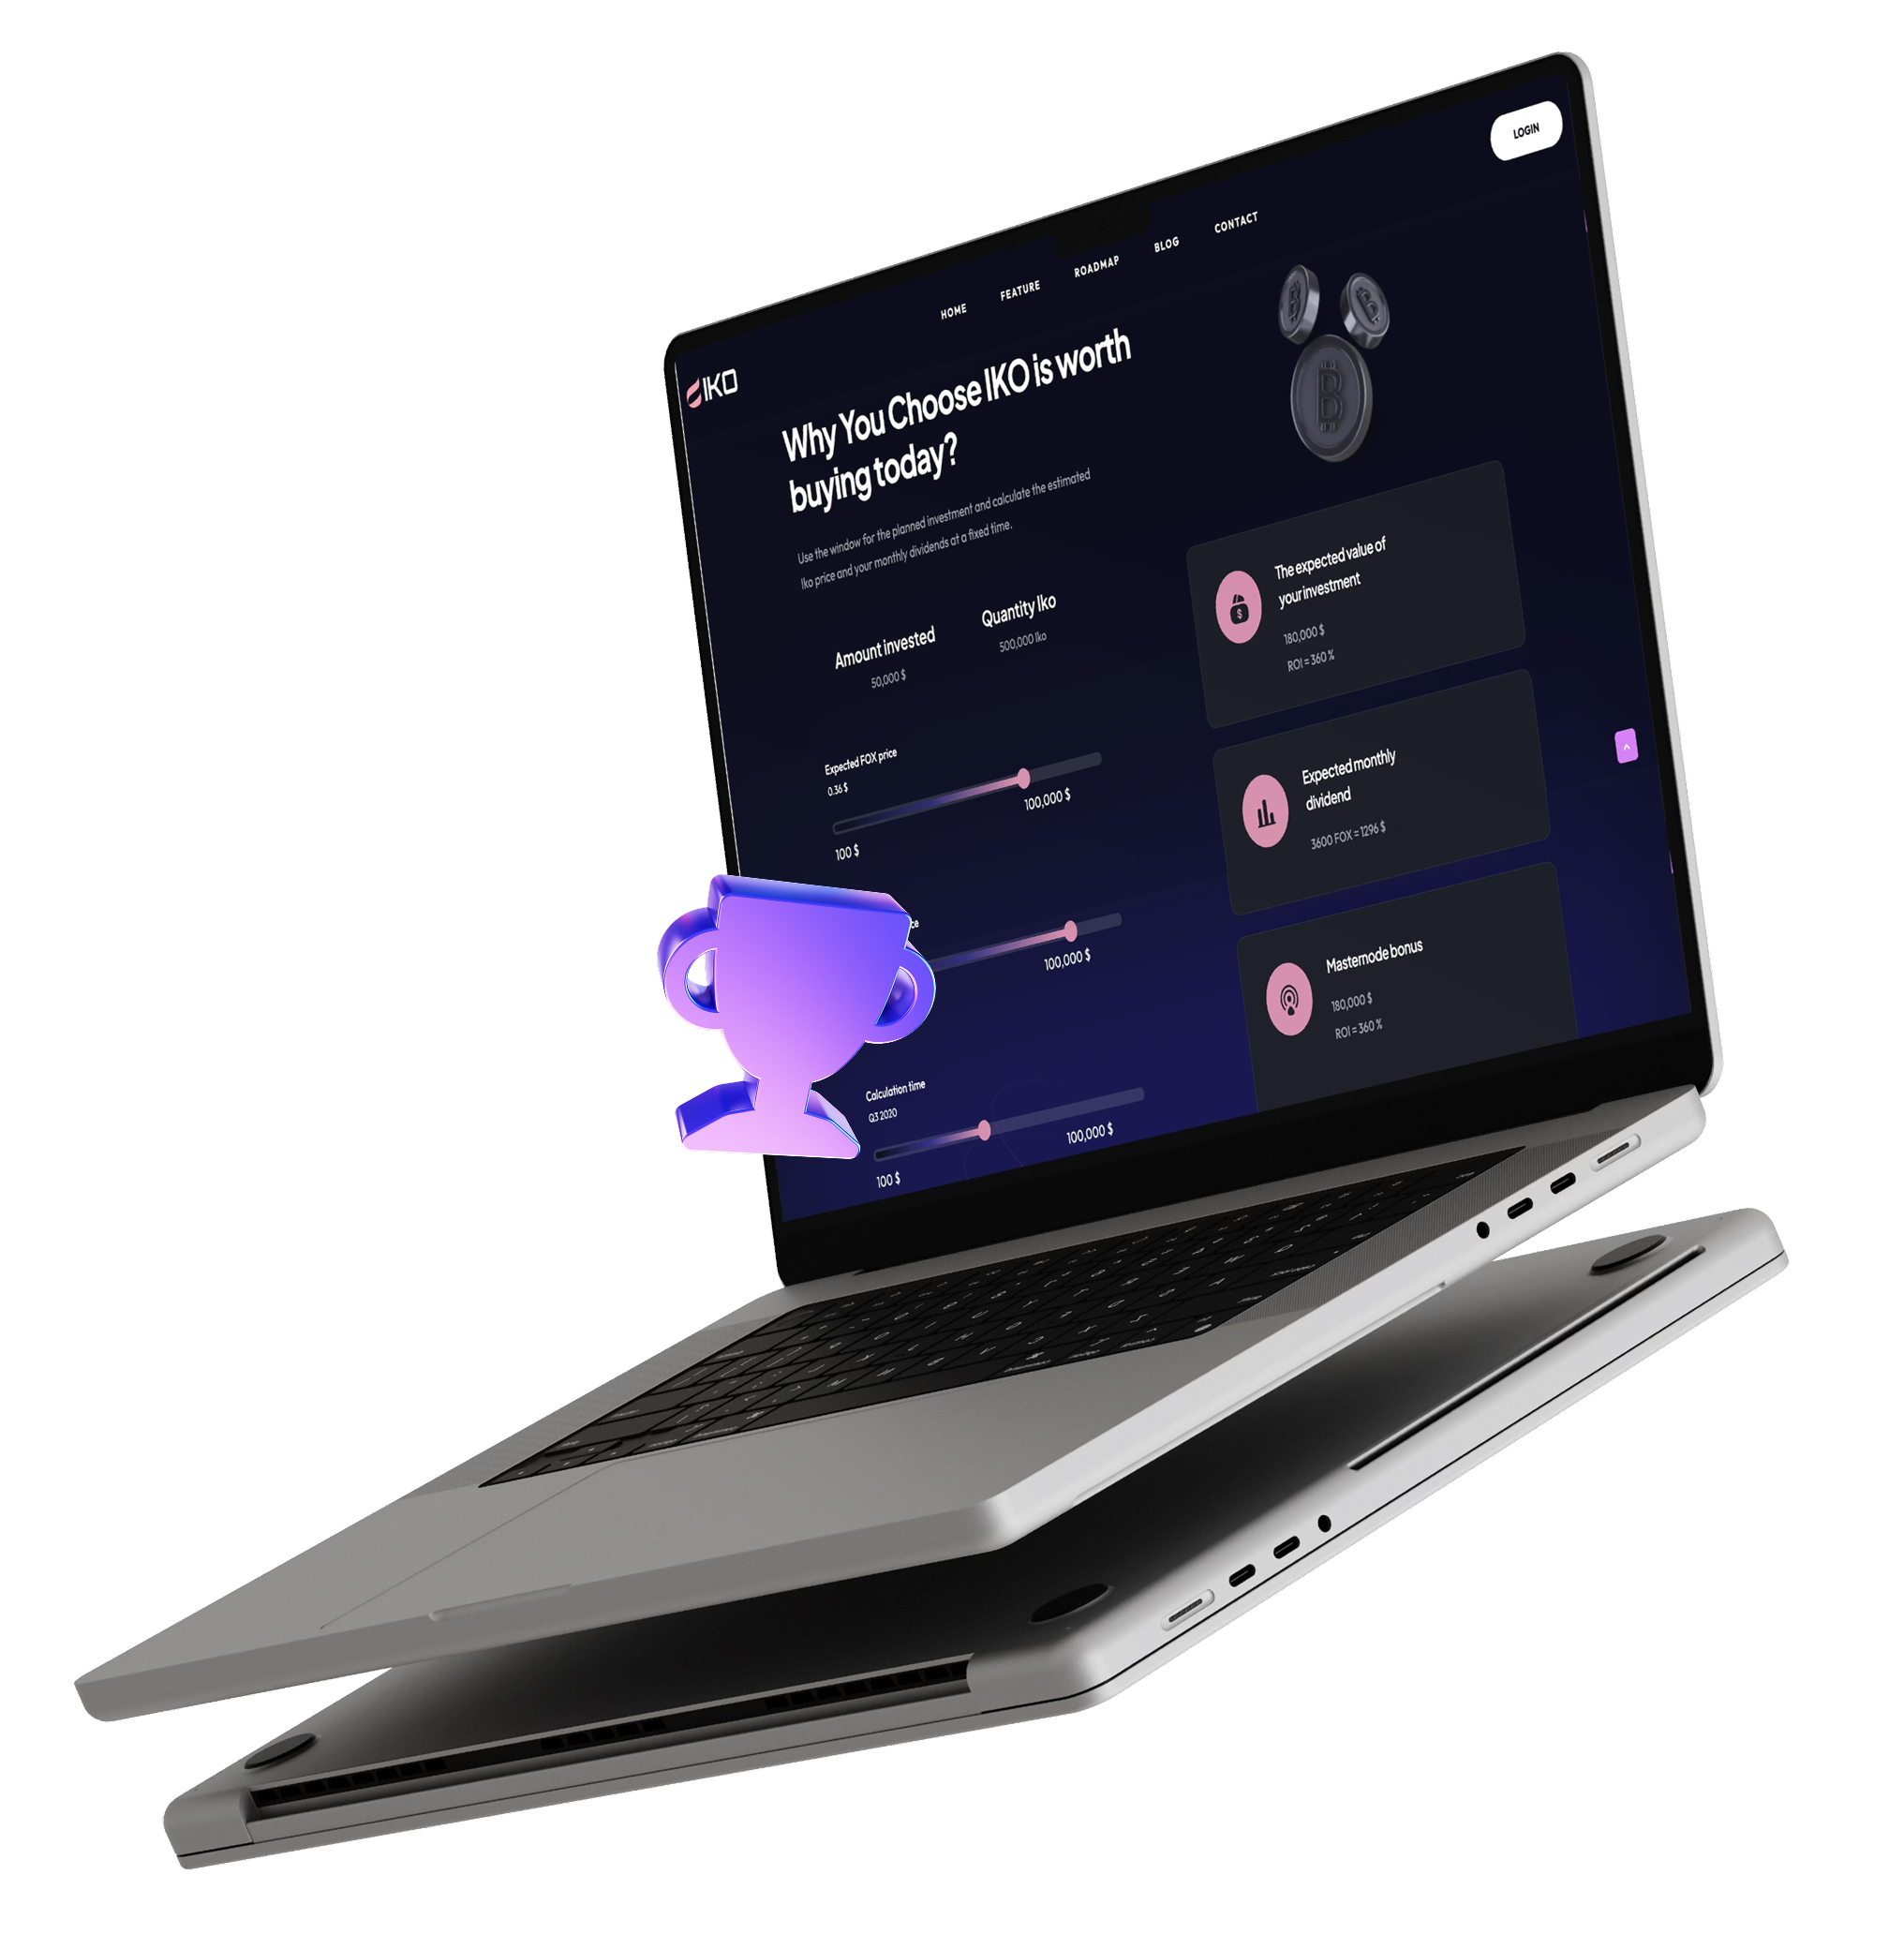 LOGIN
HOME
FEATURE
ROADMAP
BLOG
CONTACT
IKO
Why You Choose IKO is worth
buying today?
Use the window for the planned investment and calculate the estimated
Iko price and your monthly dividends at a fixed time.
Amount invested
50,000 $
Quantity Iko
500,000 Iko
Expected FOX price
0.36 $
100,000 $
100 $
ce
100,000 $
Calculation time
Q3 2020
100,000 $
100 $
The expected value of
your investment
180,000 $
ROI = 360 %
Expected monthly
dividend
3600 FOX = 1296 $
Masternode bonus
180,000 $
ROI = 360 %